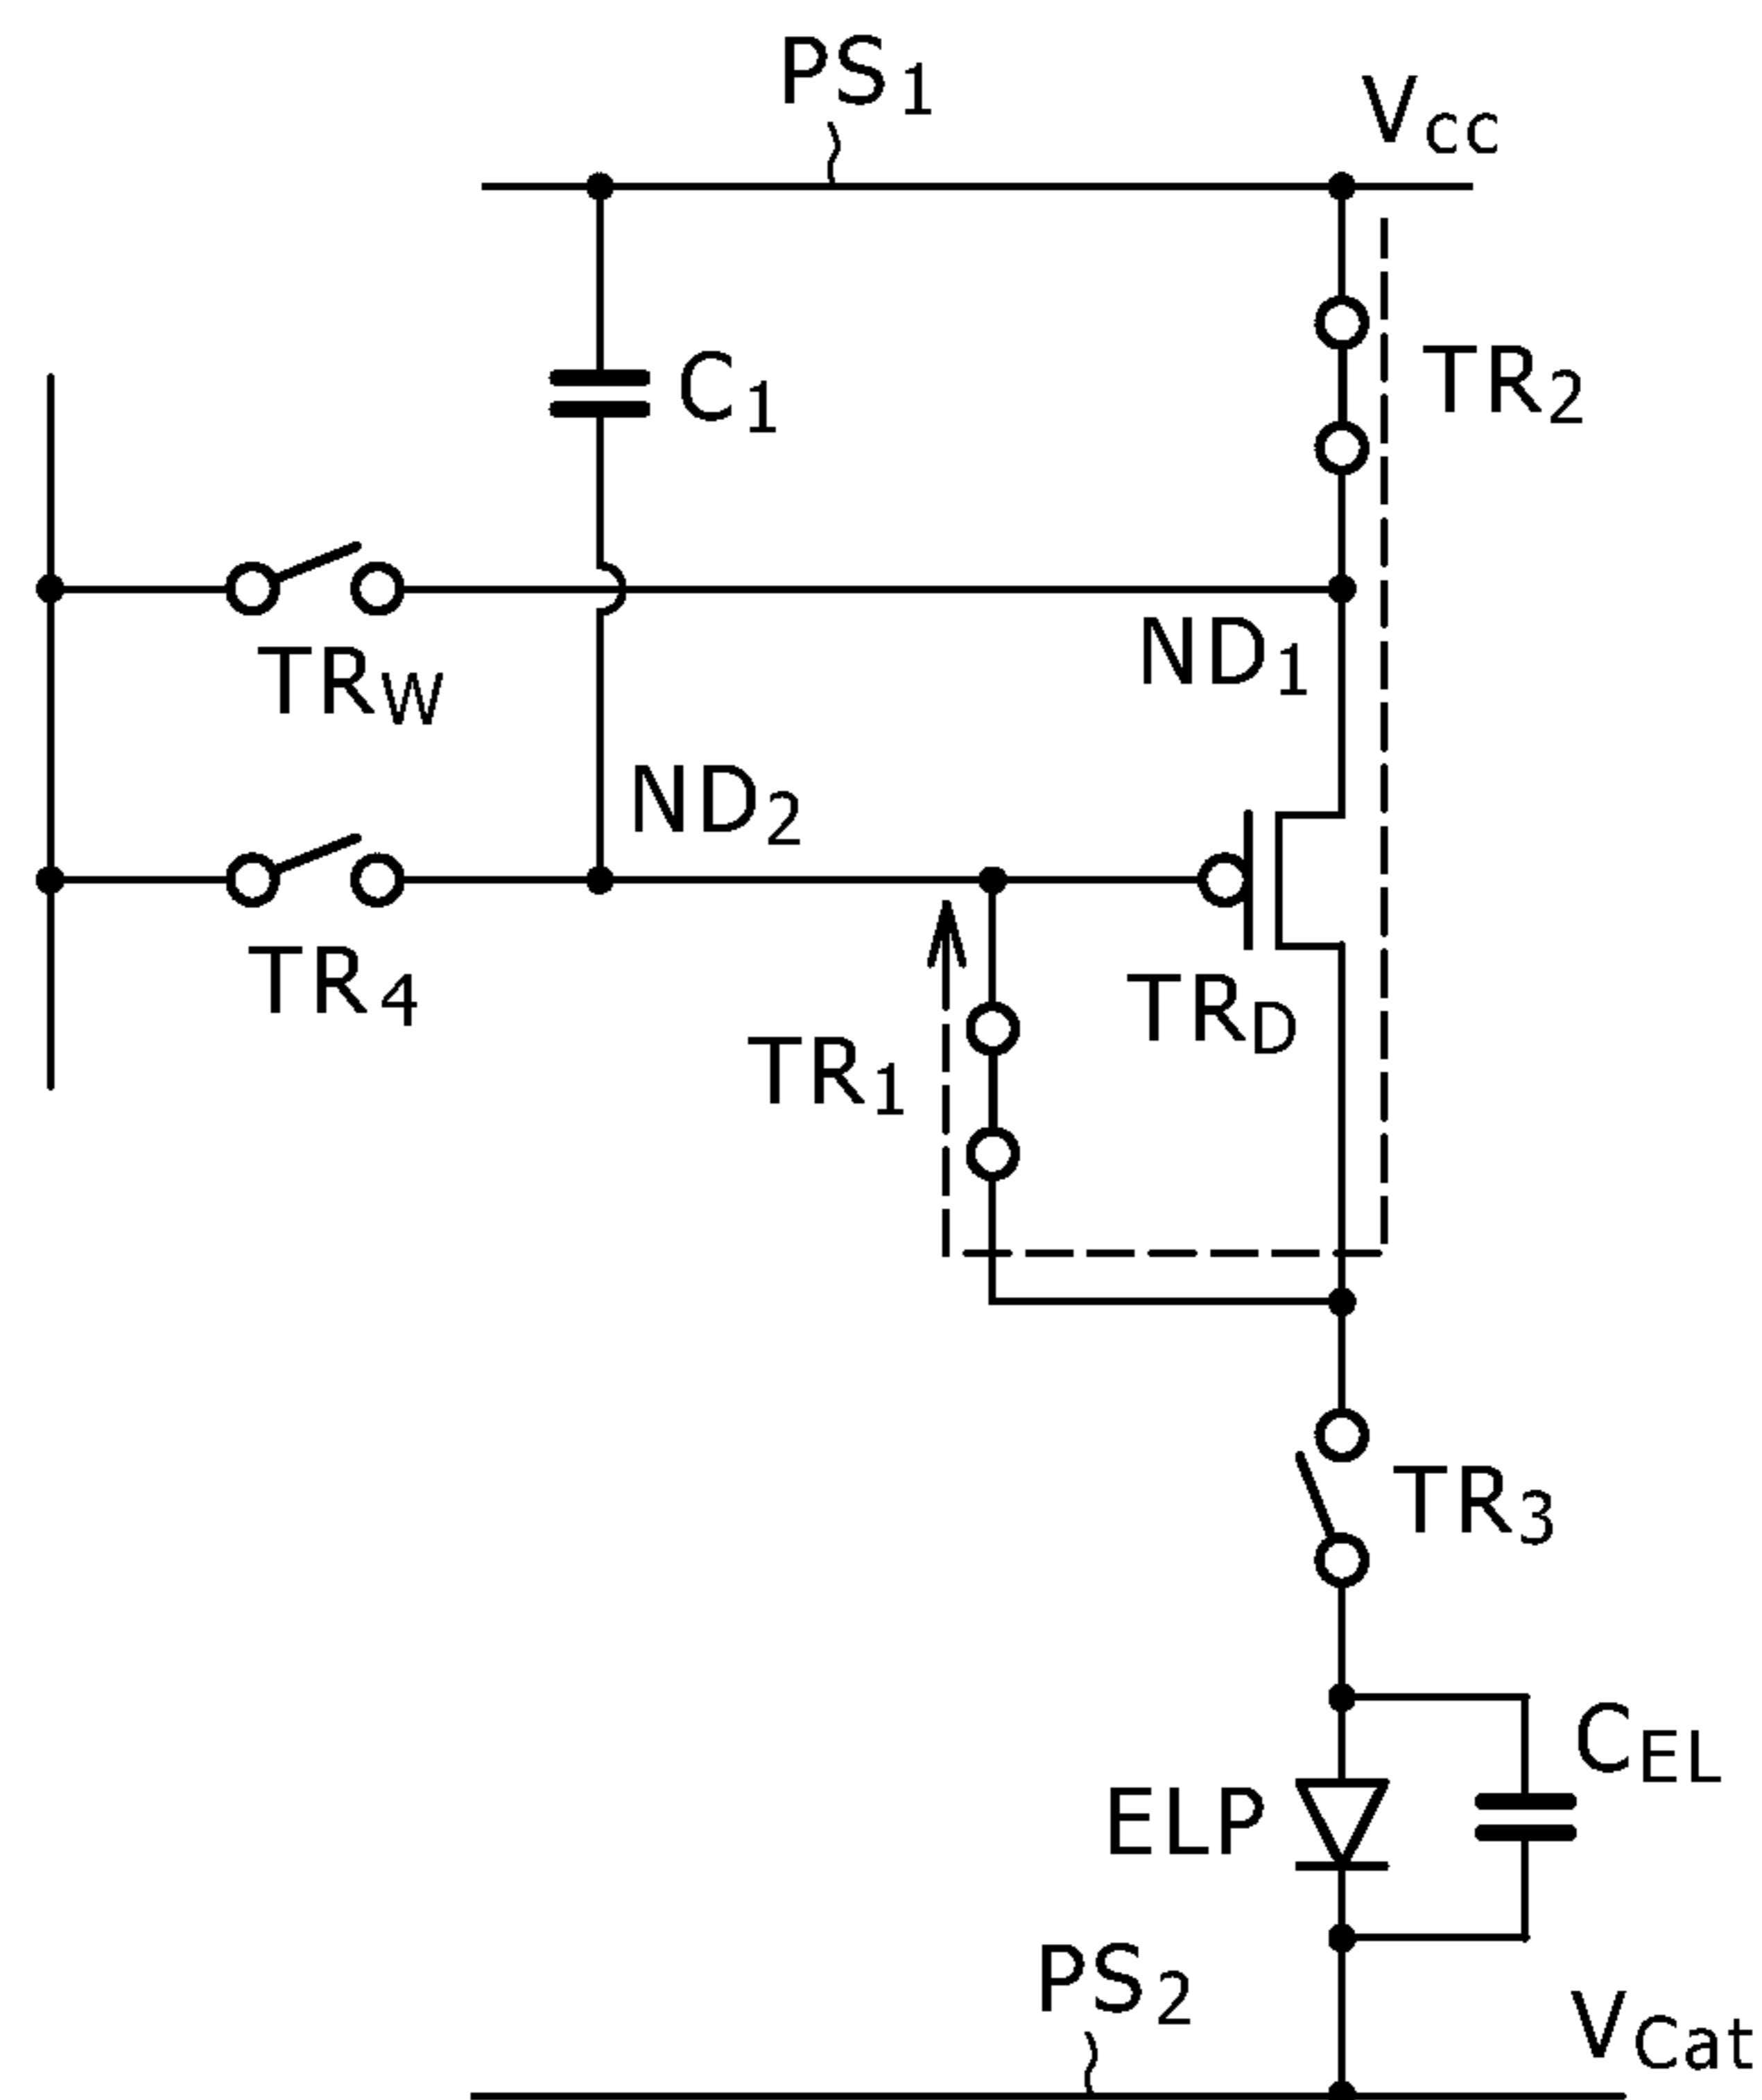 PS₁
Vcc
C₁
TR₂
TRW
ND₁
ND₂
TR₄
TRD
TR₁
TR₃
CEL
ELP
PS₂
VCat